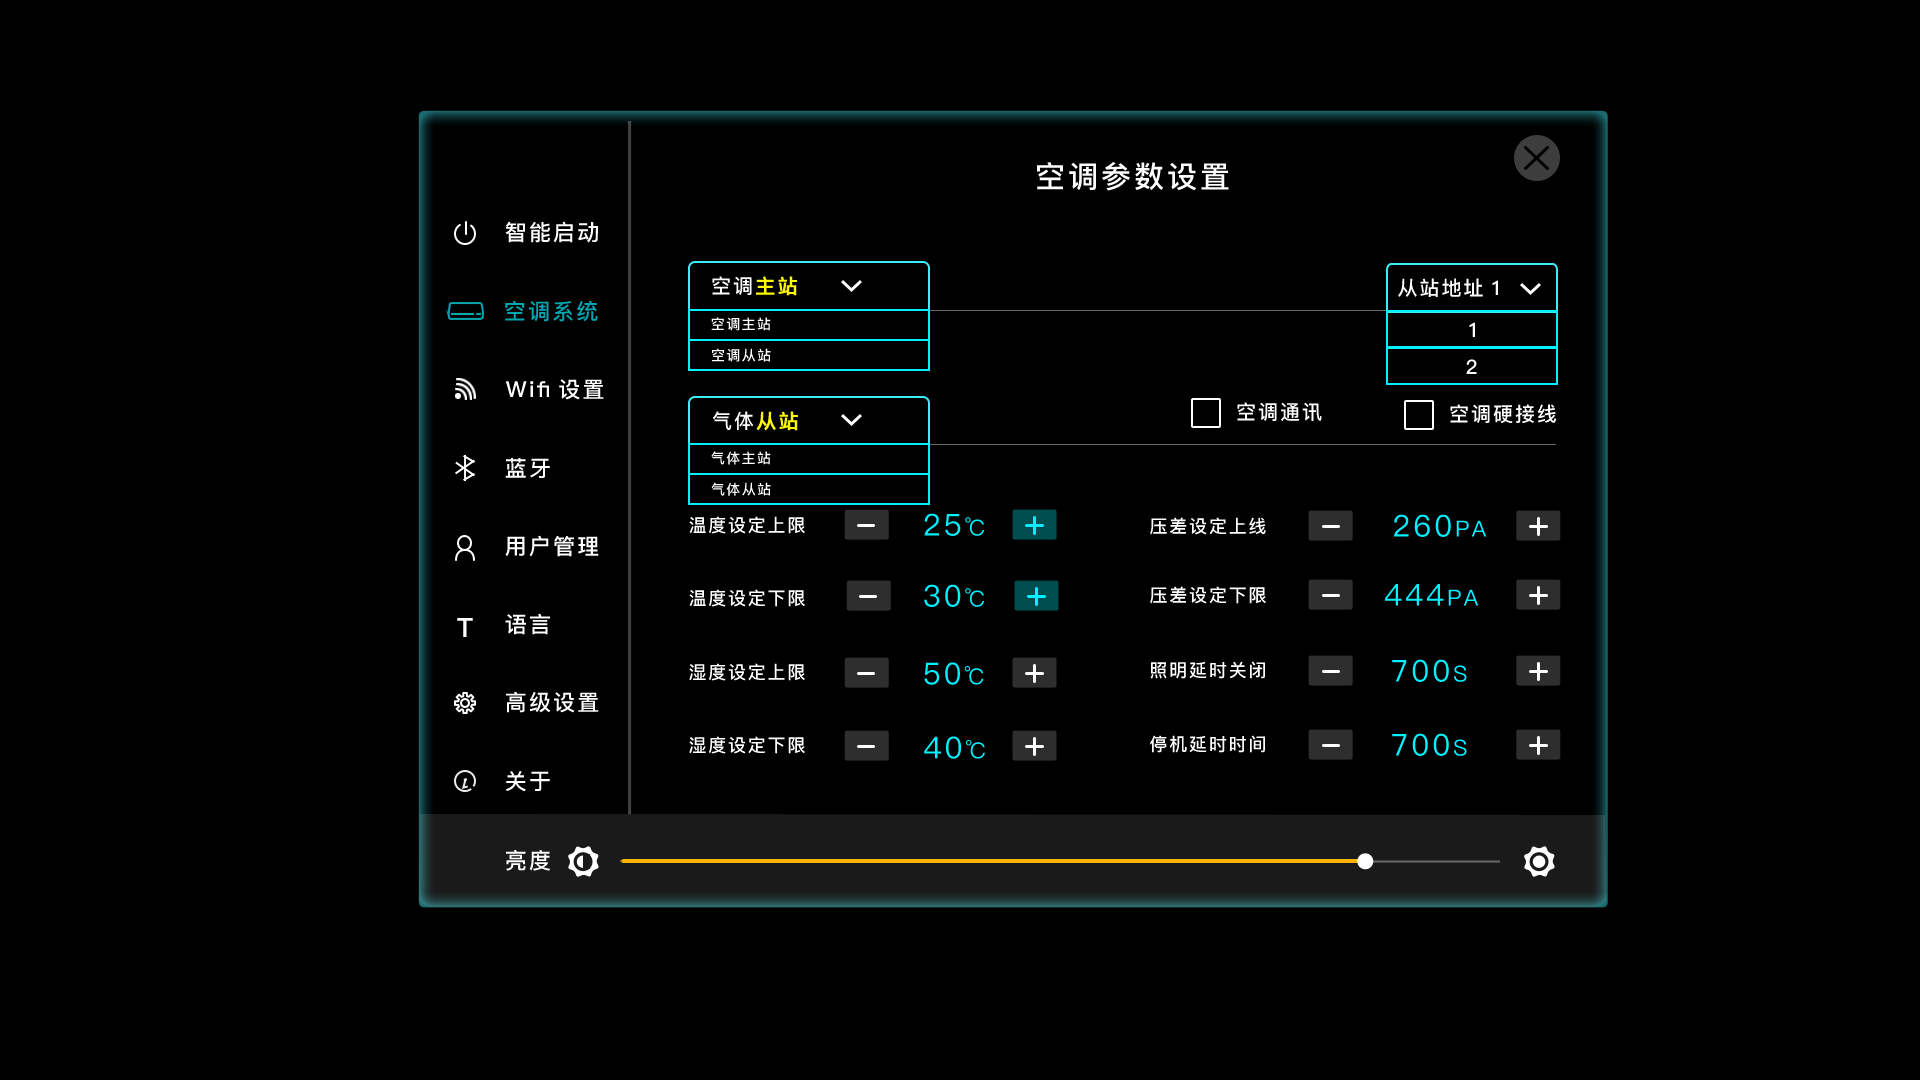 空调参数设置
智能启动
空调系统
Wifi 设置
蓝牙
用户管理
T 语言
高级设置
关于
空调主站
空调主站
空调从站
从站地址 1
1
2
气体从站
气体主站
气体从站
空调通讯
空调硬接线
温度设定上限 − 25℃ +
压差设定上线 − 260PA +
温度设定下限 − 30℃ +
压差设定下限 − 444PA +
湿度设定上限 − 50℃ +
照明延时关闭 − 700S +
湿度设定下限 − 40℃ +
停机延时时间 − 700S +
亮度